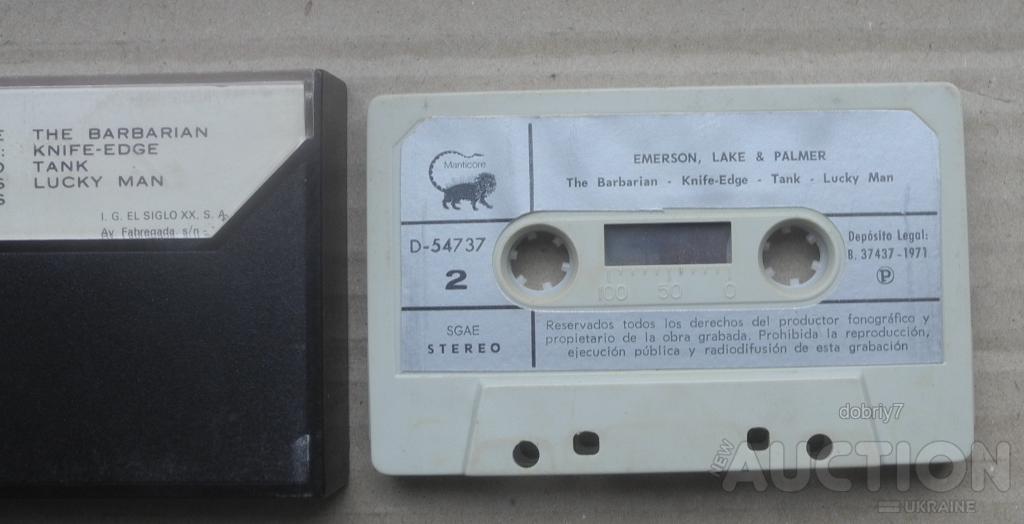 E THE BARBARIAN
: KNIFE-EDGE
O TANK
S LUCKY MAN
S
I. G. EL SIGLO XX. S. A.
Av. Fabregada, s/n -
Manticore
EMERSON, LAKE & PALMER
The Barbarian - Knife-Edge - Tank - Lucky Man
D-54737
2
Depósito Legal:
B. 37437-1971
P
100 50 0
SGAE
STEREO
Reservados todos los derechos del productor fonográfico y
propietario de la obra grabada. Prohibida la reproducción,
ejecución pública y radiodifusión de esta grabación
dobriy7
NEW AUCTION
UKRAINE